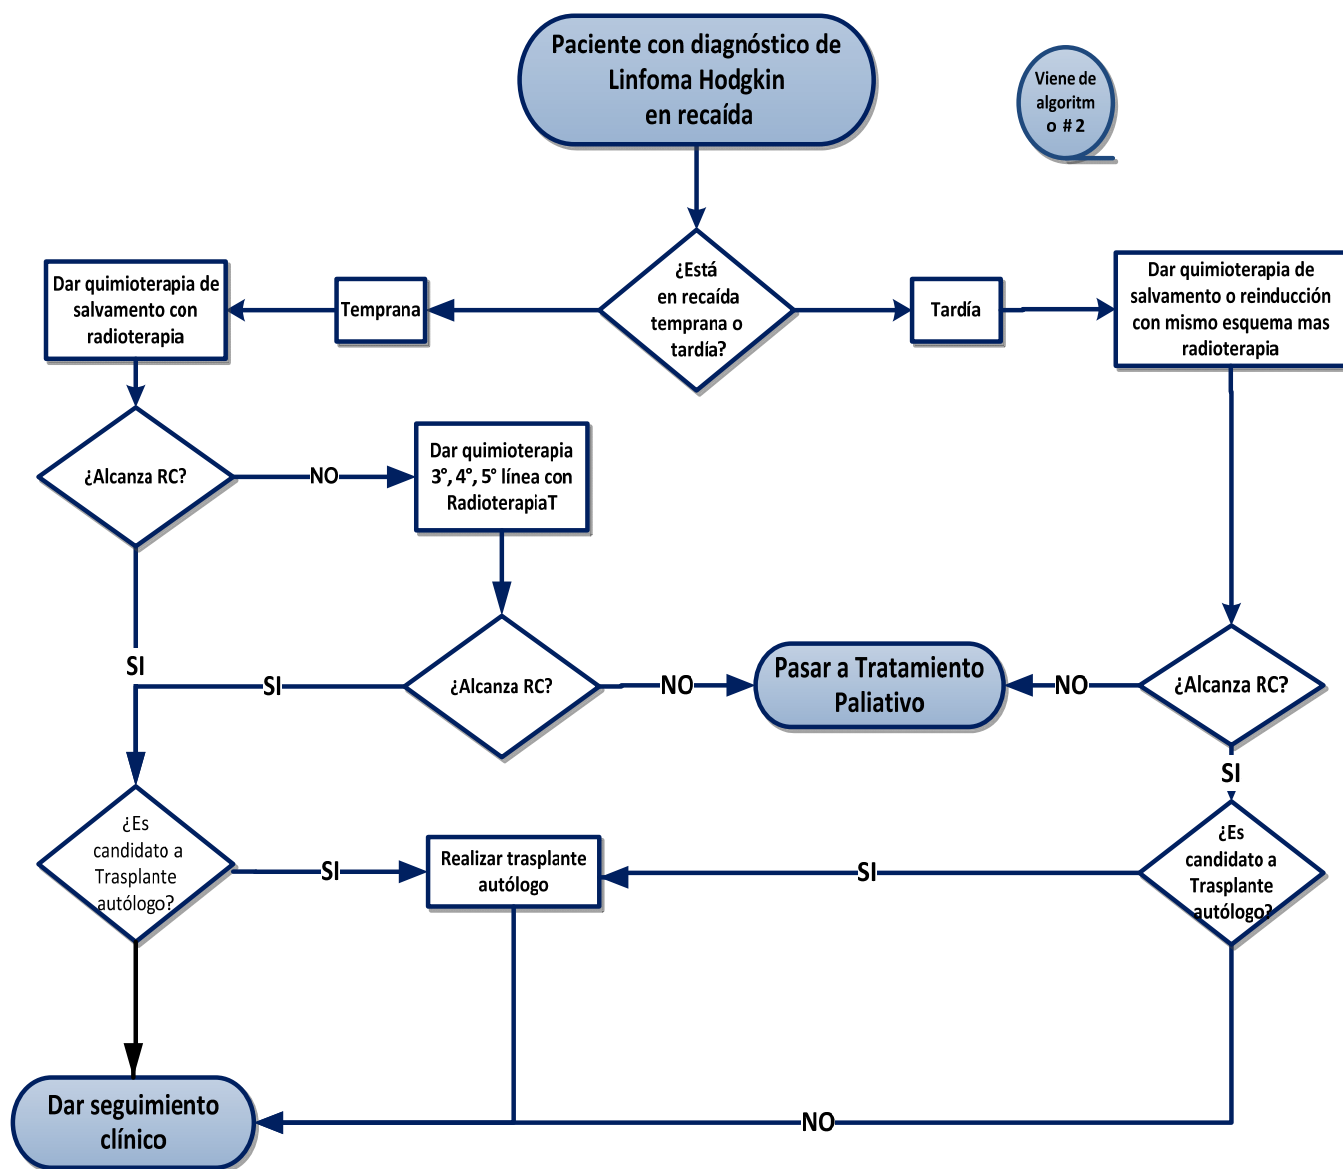 Paciente con diagnóstico de
Linfoma Hodgkin
en recaída
Viene de
algoritm
o # 2
¿Está
en recaída
temprana o
tardía?
Temprana
Tardía
Dar quimioterapia de
salvamento con
radioterapia
Dar quimioterapia de
salvamento o reinducción
con mismo esquema mas
radioterapia
¿Alcanza RC?
NO
Dar quimioterapia
3°, 4°, 5° línea con
RadioterapiaT
SI
SI
¿Alcanza RC?
NO
Pasar a Tratamiento
Paliativo
NO
¿Alcanza RC?
SI
¿Es
candidato a
Trasplante
autólogo?
SI
Realizar trasplante
autólogo
SI
¿Es
candidato a
Trasplante
autólogo?
Dar seguimiento
clínico
NO